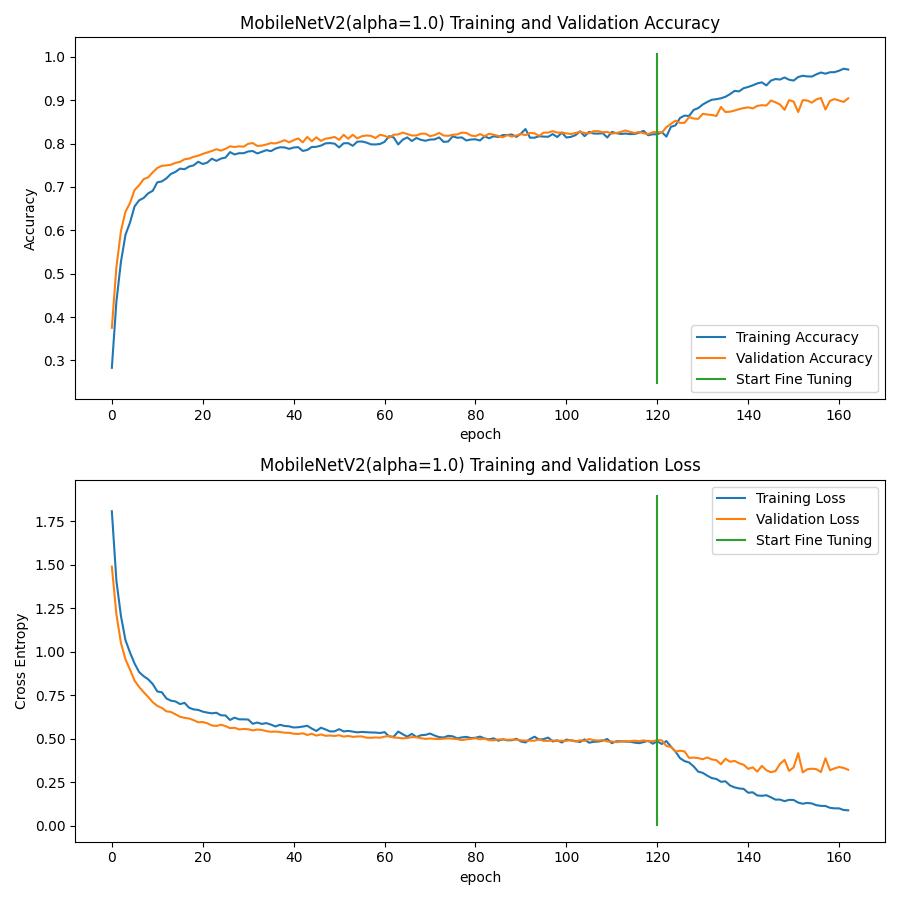 MobileNetV2(alpha=1.0) Training and Validation Accuracy
1.0
0.9
0.8
0.7
0.6
0.5
0.4
0.3
Accuracy
Training Accuracy
Validation Accuracy
Start Fine Tuning
0 20 40 60 80 100 120 140 160
epoch
MobileNetV2(alpha=1.0) Training and Validation Loss
1.75
1.50
1.25
1.00
0.75
0.50
0.25
0.00
Cross Entropy
Training Loss
Validation Loss
Start Fine Tuning
0 20 40 60 80 100 120 140 160
epoch